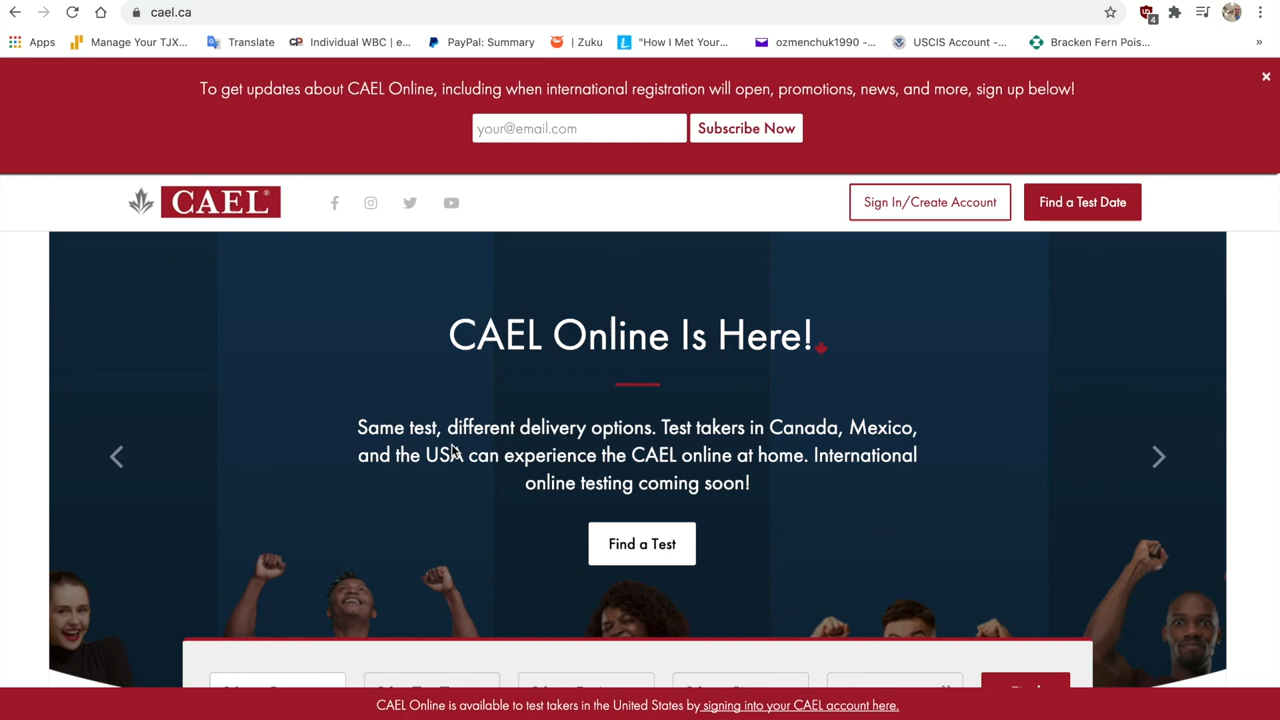 cael.ca
4
Apps
Manage Your TJX...
Translate
Individual WBC | e...
PayPal: Summary
| Zuku
"How I Met Your...
ozmenchuk1990 -...
USCIS Account -...
Bracken Fern Pois...
»
To get updates about CAEL Online, including when international registration will open, promotions, news, and more, sign up below!
×
your@email.com
Subscribe Now
CAEL®
Sign In/Create Account
Find a Test Date
CAEL Online Is Here!
Same test, different delivery options. Test takers in Canada, Mexico,
and the USA can experience the CAEL online at home. International
online testing coming soon!
Find a Test
CAEL Online is available to test takers in the United States by signing into your CAEL account here.